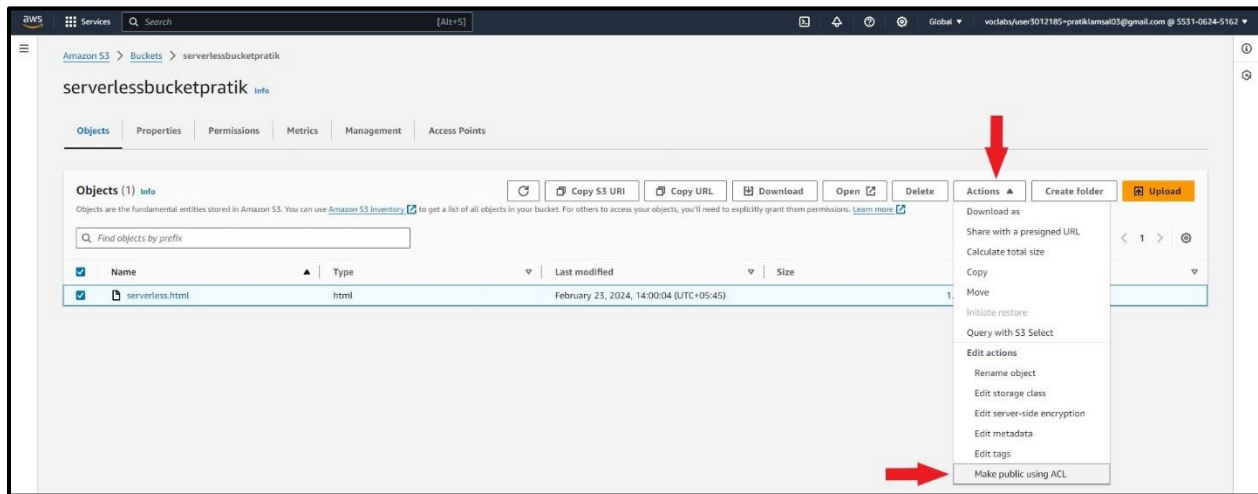 aws Services Search [Alt+S] Global voclabs/user3012185=pratiklamsal03@gmail.com @ 5531-0624-5162
Amazon S3 > Buckets > serverlessbucketpratik
serverlessbucketpratik Info
Objects Properties Permissions Metrics Management Access Points
Objects (1) Info Copy S3 URI Copy URL Download Open Delete Actions Create folder Upload
Objects are the fundamental entities stored in Amazon S3. You can use Amazon S3 inventory to get a list of all objects in your bucket. For others to access your objects, you'll need to explicitly grant them permissions. Learn more
Find objects by prefix
< 1 >
Name Type Last modified Size
serverless.html html February 23, 2024, 14:00:04 (UTC+05:45) 1.
Download as
Share with a presigned URL
Calculate total size
Copy
Move
Initiate restore
Query with S3 Select
Edit actions
Rename object
Edit storage class
Edit server-side encryption
Edit metadata
Edit tags
Make public using ACL